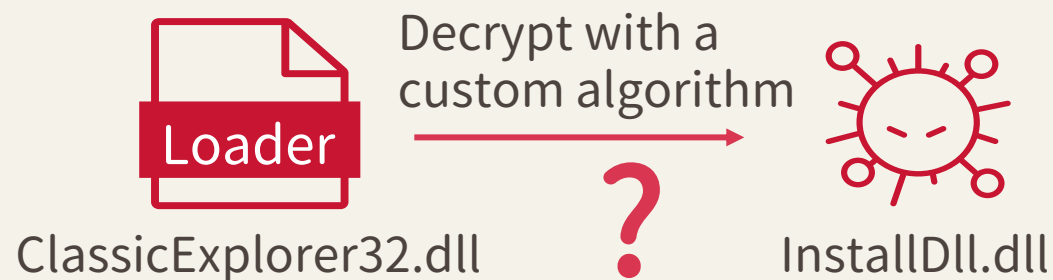 Decrypt with a
custom algorithm
Loader
?
ClassicExplorer32.dll
InstallDll.dll